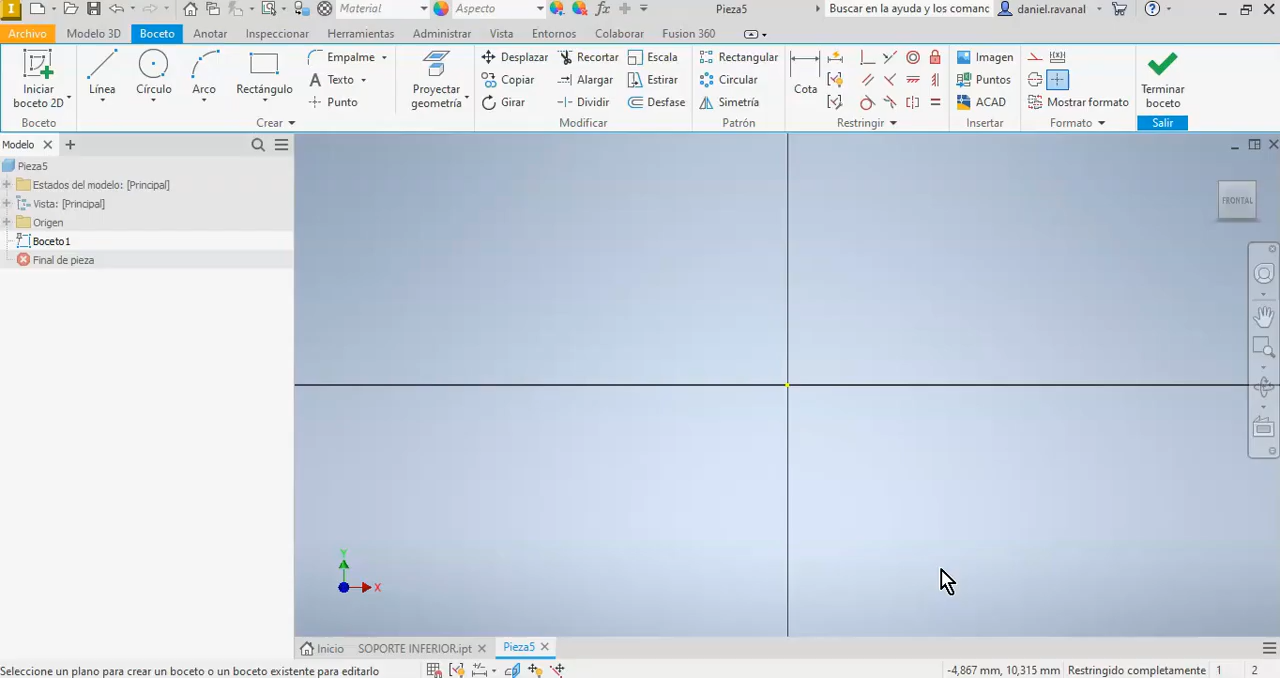 I Material Aspecto fx Pieza5 Buscar en la ayuda y los comanc daniel.ravanal ?
Archivo Modelo 3D Boceto Anotar Inspeccionar Herramientas Administrar Vista Entornos Colaborar Fusion 360
Iniciar boceto 2D Línea Círculo Arco Rectángulo Empalme Texto Punto Proyectar geometría Desplazar Copiar Girar Recortar Alargar Dividir Escala Estirar Desfase Rectangular Circular Simetría Cota Imagen Puntos ACAD Mostrar formato Terminar boceto
Boceto Crear Modificar Patrón Restringir Insertar Formato Salir
Modelo
Pieza5
Estados del modelo: [Principal]
Vista: [Principal]
Origen
Boceto1
Final de pieza
FRONTAL
Y
X
Inicio SOPORTE INFERIOR.ipt Pieza5
Seleccione un plano para crear un boceto o un boceto existente para editarlo -4,867 mm, 10,315 mm Restringido completamente 1 2